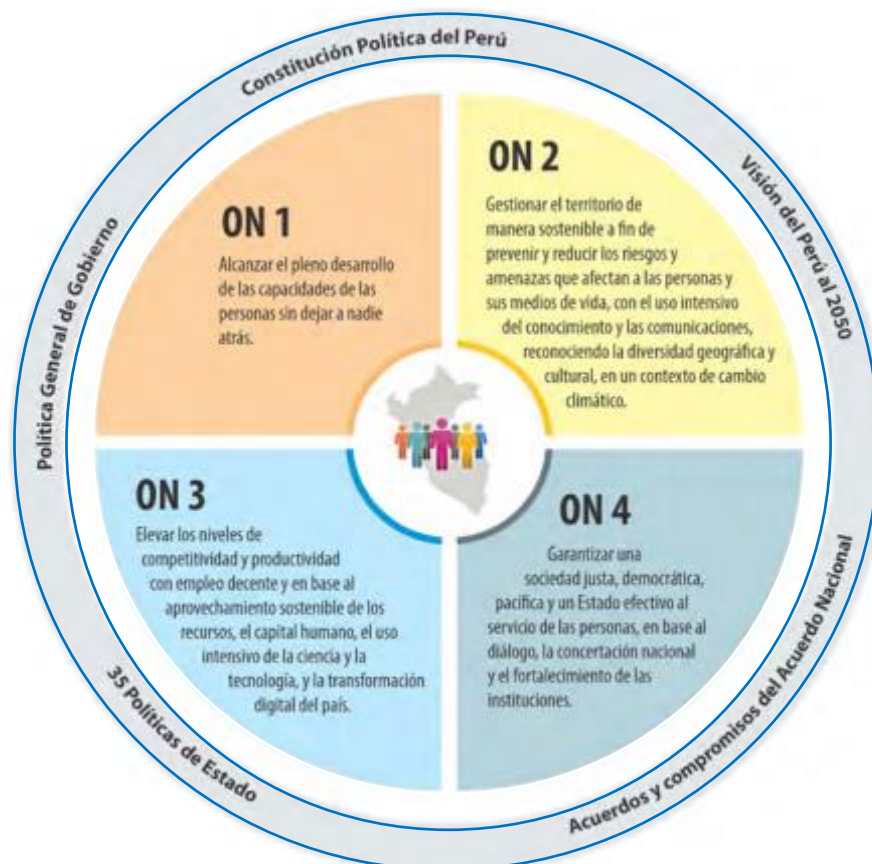 Constitución Política del Perú
Visión del Perú al 2050
Acuerdos y compromisos del Acuerdo Nacional
35 Políticas de Estado
Política General de Gobierno
ON 1
Alcanzar el pleno desarrollo
de las capacidades de las
personas sin dejar a nadie
atrás.
ON 2
Gestionar el territorio de
manera sostenible a fin de
prevenir y reducir los riesgos y
amenazas que afectan a las personas y
sus medios de vida, con el uso intensivo
del conocimiento y las comunicaciones,
reconociendo la diversidad geográfica y
cultural, en un contexto de cambio
climático.
ON 3
Elevar los niveles de
competitividad y productividad
con empleo decente y en base al
aprovechamiento sostenible de los
recursos, el capital humano, el uso
intensivo de la ciencia y la
tecnología, y la transformación
digital del país.
ON 4
Garantizar una
sociedad justa, democrática,
pacífica y un Estado efectivo al
servicio de las personas, en base al
diálogo, la concertación nacional
y el fortalecimiento de las
instituciones.